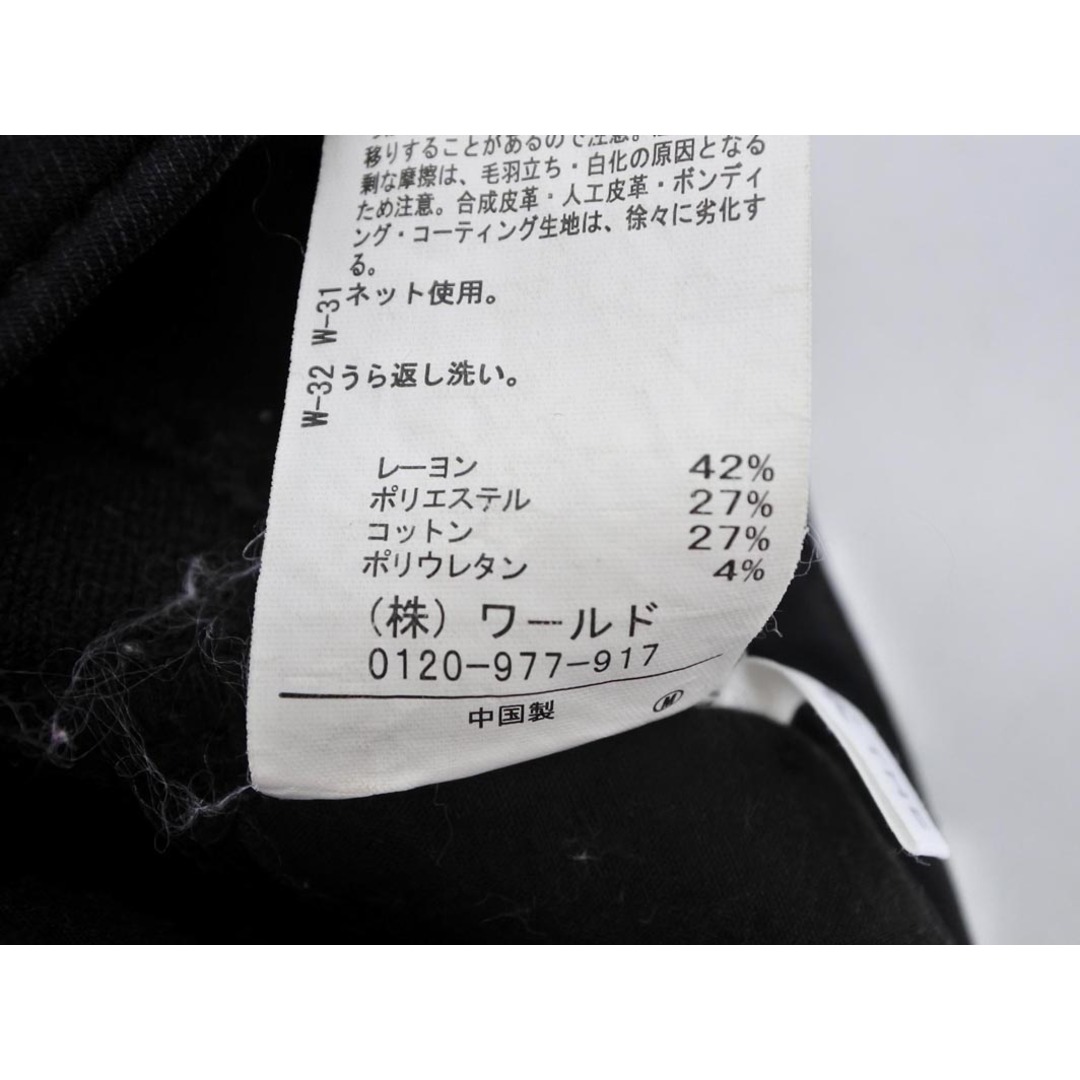 移りすることがあるので注意。
剰な摩擦は、毛羽立ち・白化の原因となる
ため注意。合成皮革・人工皮革・ボンディ
ング・コーティング生地は、徐々に劣化す
る。
W-31 ネット使用。
W-32 うら返し洗い。
レーヨン 42%
ポリエステル 27%
コットン 27%
ポリウレタン 4%
(株) ワールド
0120-977-917
中国製 Ⓜ